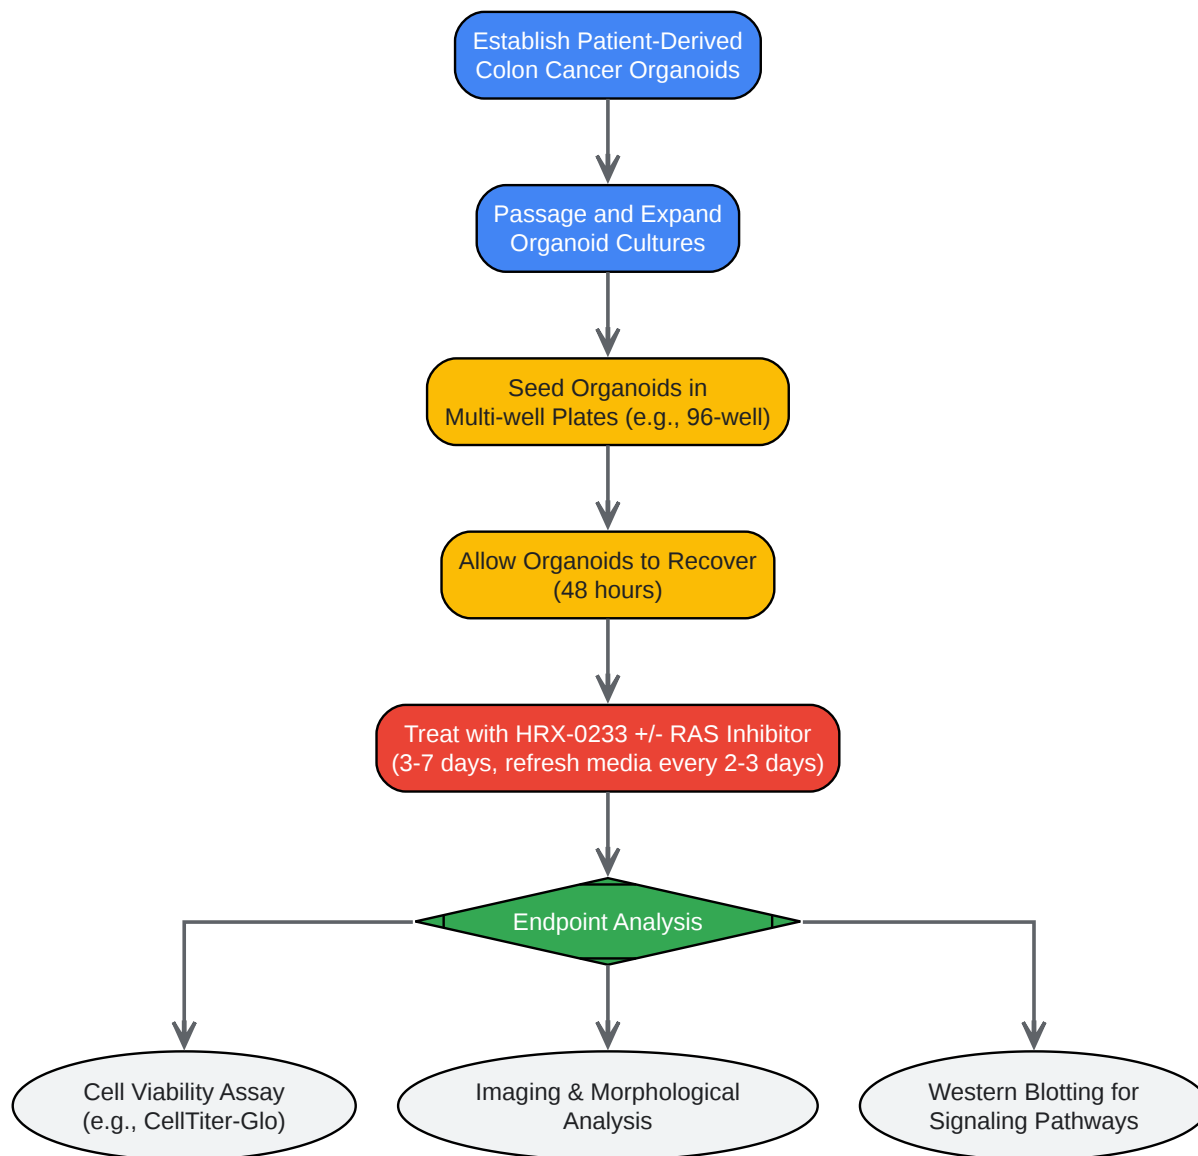 Establish Patient-Derived
Colon Cancer Organoids
Passage and Expand
Organoid Cultures
Seed Organoids in
Multi-well Plates (e.g., 96-well)
Allow Organoids to Recover
(48 hours)
Treat with HRX-0233 +/- RAS Inhibitor
(3-7 days, refresh media every 2-3 days)
Endpoint Analysis
Cell Viability Assay
(e.g., CellTiter-Glo)
Imaging & Morphological
Analysis
Western Blotting for
Signaling Pathways